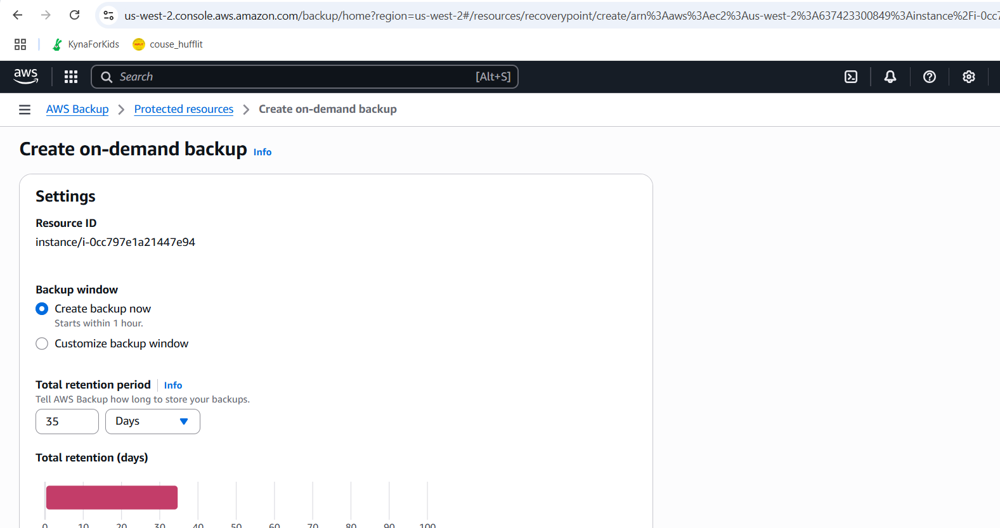 us-west-2.console.aws.amazon.com/backup/home?region=us-west-2#/resources/recoverypoint/create/arn%3Aaws%3Aec2%3Aus-west-2%3A637423300849%3Ainstance%2Fi-0cc7
KynaForKids couse_hufflit
aws Search [Alt+S]
AWS Backup Protected resources Create on-demand backup
Create on-demand backup Info
Settings
Resource ID
instance/i-0cc797e1a21447e94
Backup window
Create backup now
Starts within 1 hour.
Customize backup window
Total retention period Info
Tell AWS Backup how long to store your backups.
35 Days
Total retention (days)
0 10 20 30 40 50 60 70 80 90 100